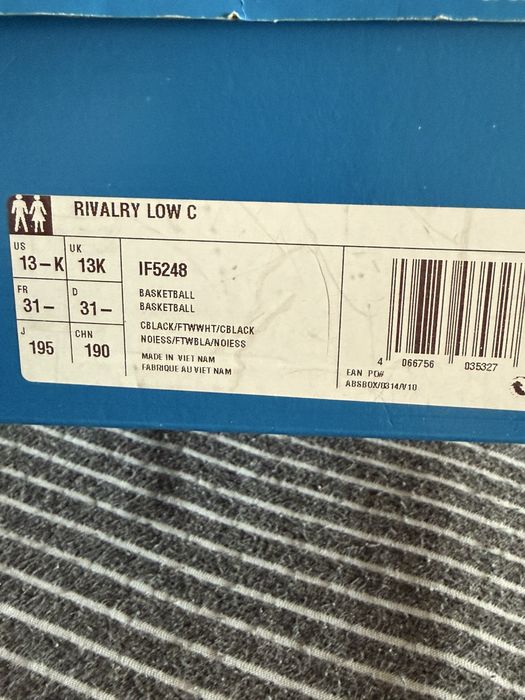 RIVALRY LOW C
US
13-K
UK
13K
FR
31-
D
31-
J
195
CHN
190
IF5248
BASKETBALL
BASKETBALL
CBLACK/FTWWHT/CBLACK
NOIESS/FTWBLA/NOIESS
MADE IN VIET NAM
FABRIQUE AU VIET NAM
4 066756 035327
EAN PO#
ABSBOX/0314/V10